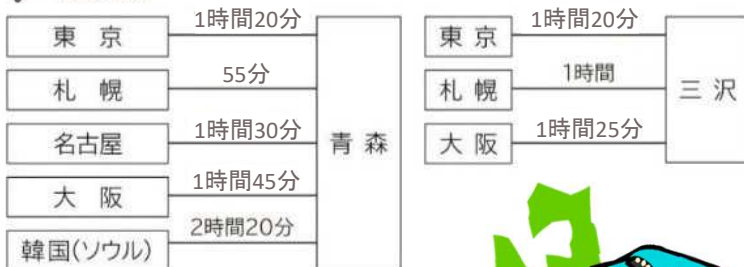 東京
1時間20分
札幌
55分
名古屋
1時間30分
大阪
1時間45分
韓国(ソウル)
2時間20分
青森
東京
1時間20分
札幌
1時間
大阪
1時間25分
三沢